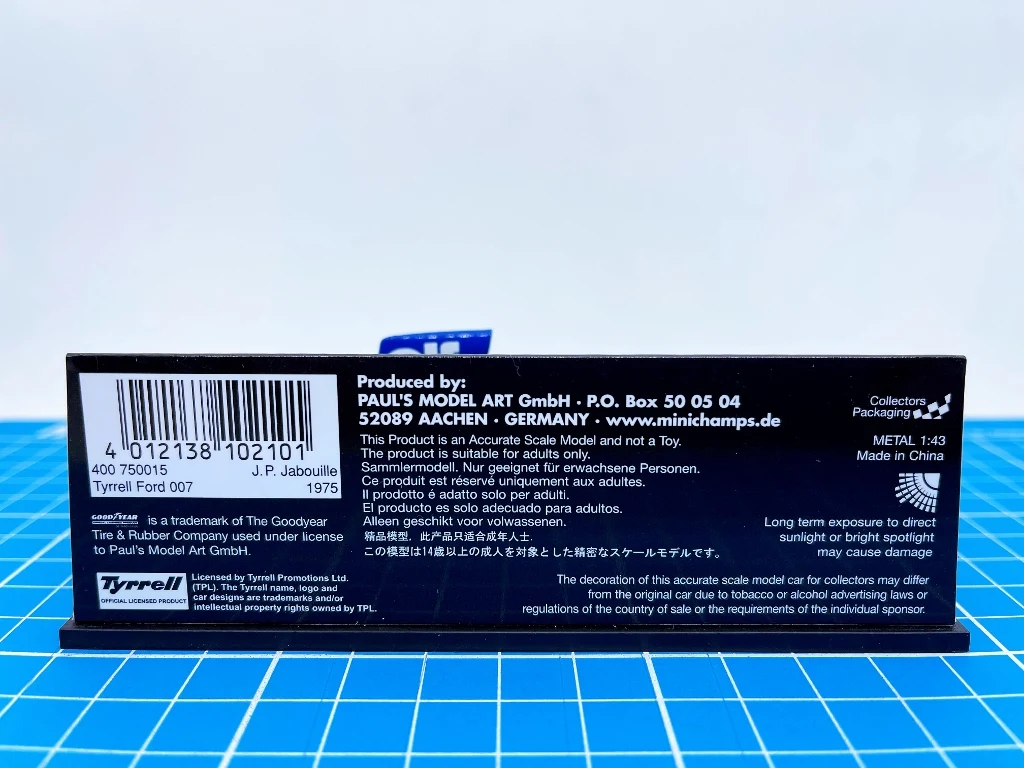 4 012138 102101
400 750015 J.P. Jabouille
Tyrrell Ford 007 1975
GOODYEAR is a trademark of The Goodyear
Tire & Rubber Company used under license
to Paul's Model Art GmbH.
Tyrrell
OFFICIAL LICENSED PRODUCT
Licensed by Tyrrell Promotions Ltd.
(TPL). The Tyrrell name, logo and
car designs are trademarks and/or
intellectual property rights owned by TPL.
Produced by:
PAUL'S MODEL ART GmbH · P.O. Box 50 05 04
52089 AACHEN · GERMANY · www.minichamps.de
This Product is an Accurate Scale Model and not a Toy.
The product is suitable for adults only.
Sammlermodell. Nur geeignet für erwachsene Personen.
Ce produit est réservé uniquement aux adultes.
Il prodotto é adatto solo per adulti.
El producto es solo adecuado para adultos.
Alleen geschikt voor volwassenen.
精品模型．此产品只适合成年人士．
この模型は14歳以上の成人を対象とした精密なスケールモデルです。
Collectors
Packaging
METAL 1:43
Made in China
Long term exposure to direct
sunlight or bright spotlight
may cause damage
The decoration of this accurate scale model car for collectors may differ
from the original car due to tobacco or alcohol advertising laws or
regulations of the country of sale or the requirements of the individual sponsor.